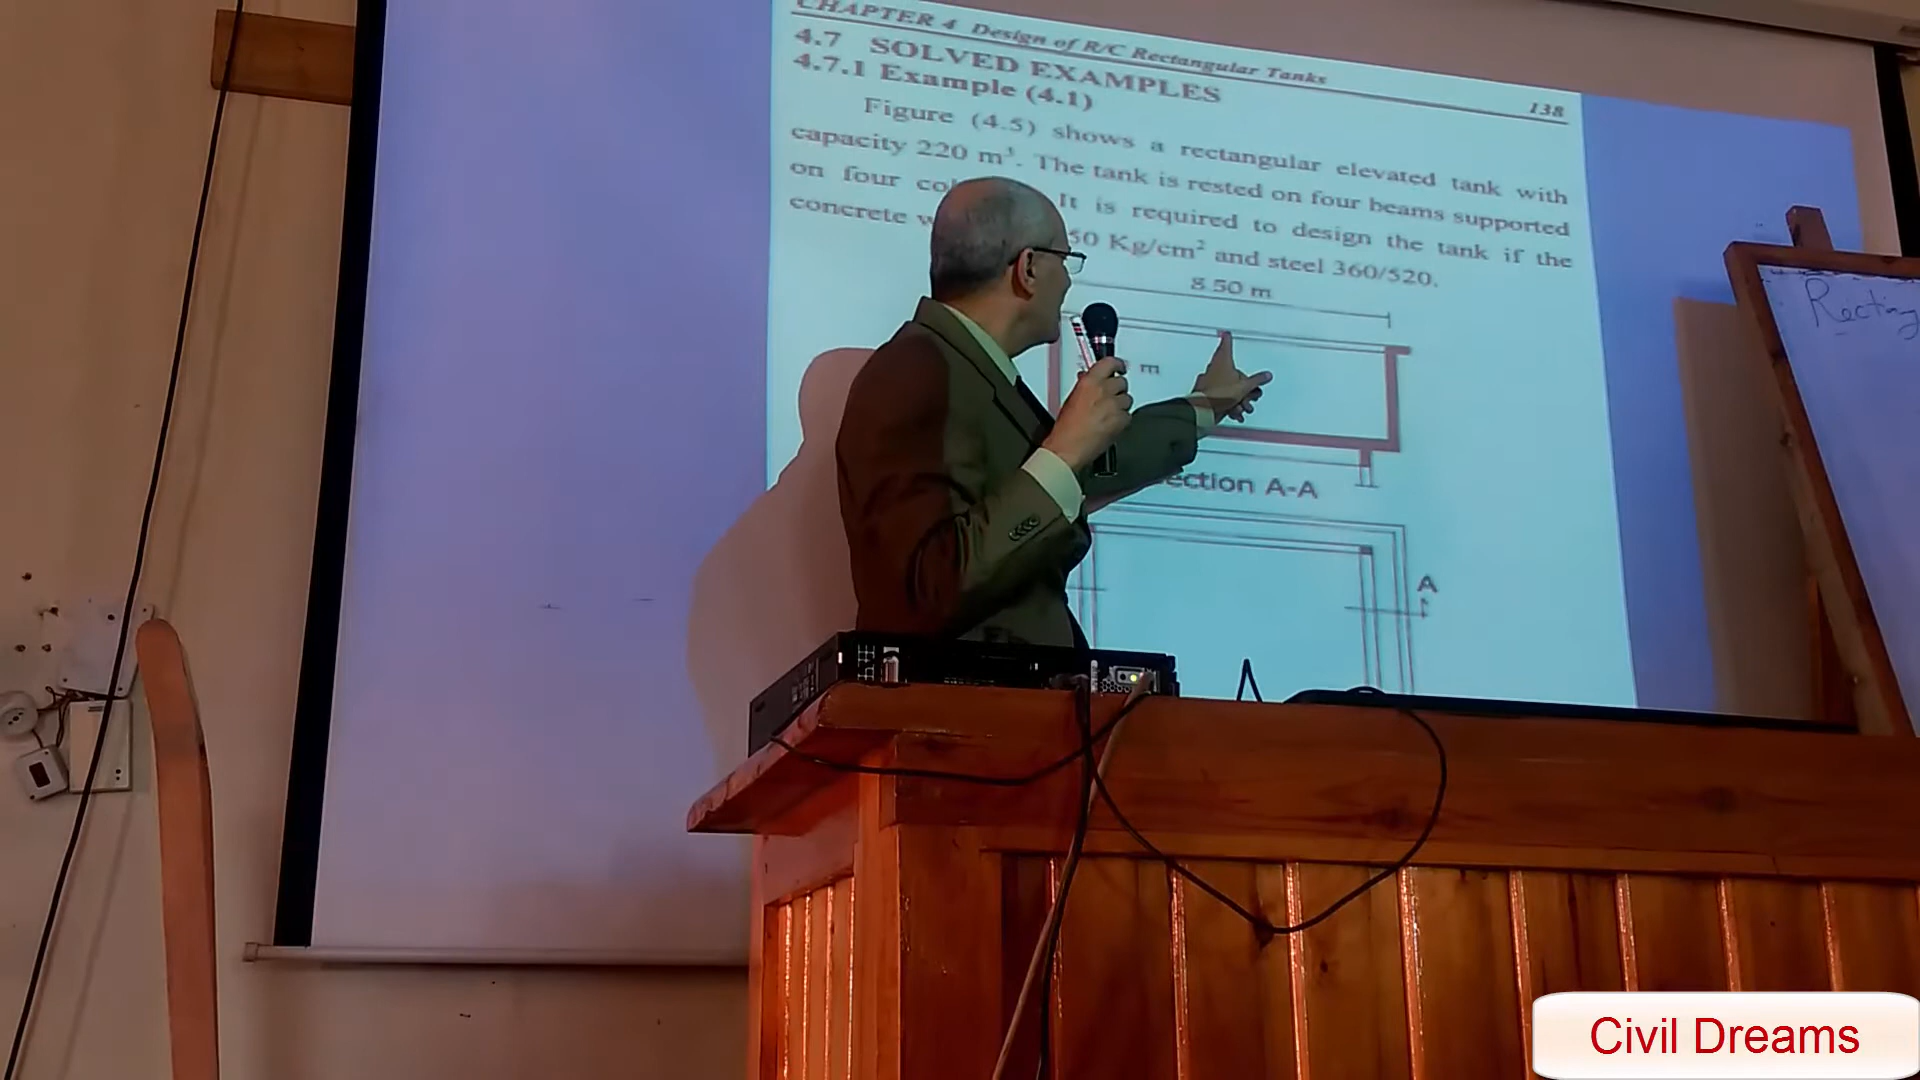 CHAPTER 4 Design of R/C Rectangular Tanks 138
4.7 SOLVED EXAMPLES
4.7.1 Example (4.1)
Figure (4.5) shows a rectangular elevated tank with
capacity 220 m³. The tank is rested on four beams supported
on four It is required to design the tank if the
concrete 50 Kg/cm² and steel 360/520.
8.50 m
m
ection A-A
A
Civil Dreams